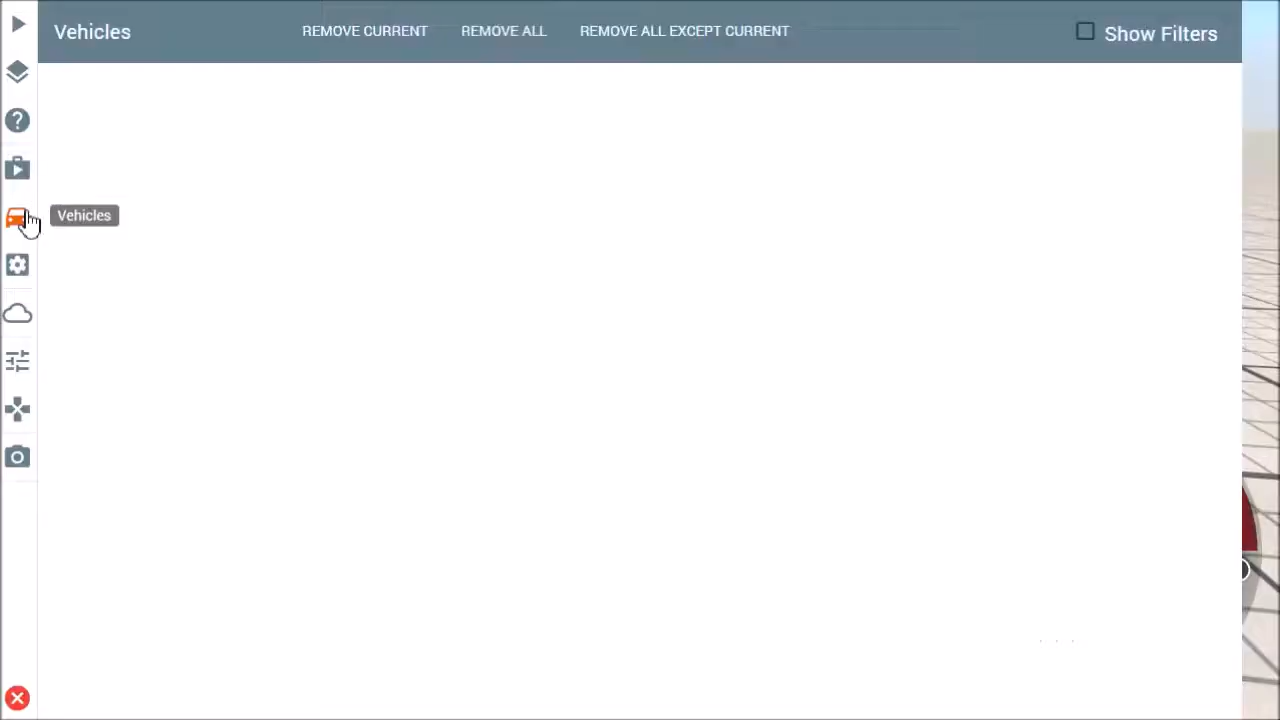 Vehicles
REMOVE CURRENT
REMOVE ALL
REMOVE ALL EXCEPT CURRENT
Show Filters
Vehicles